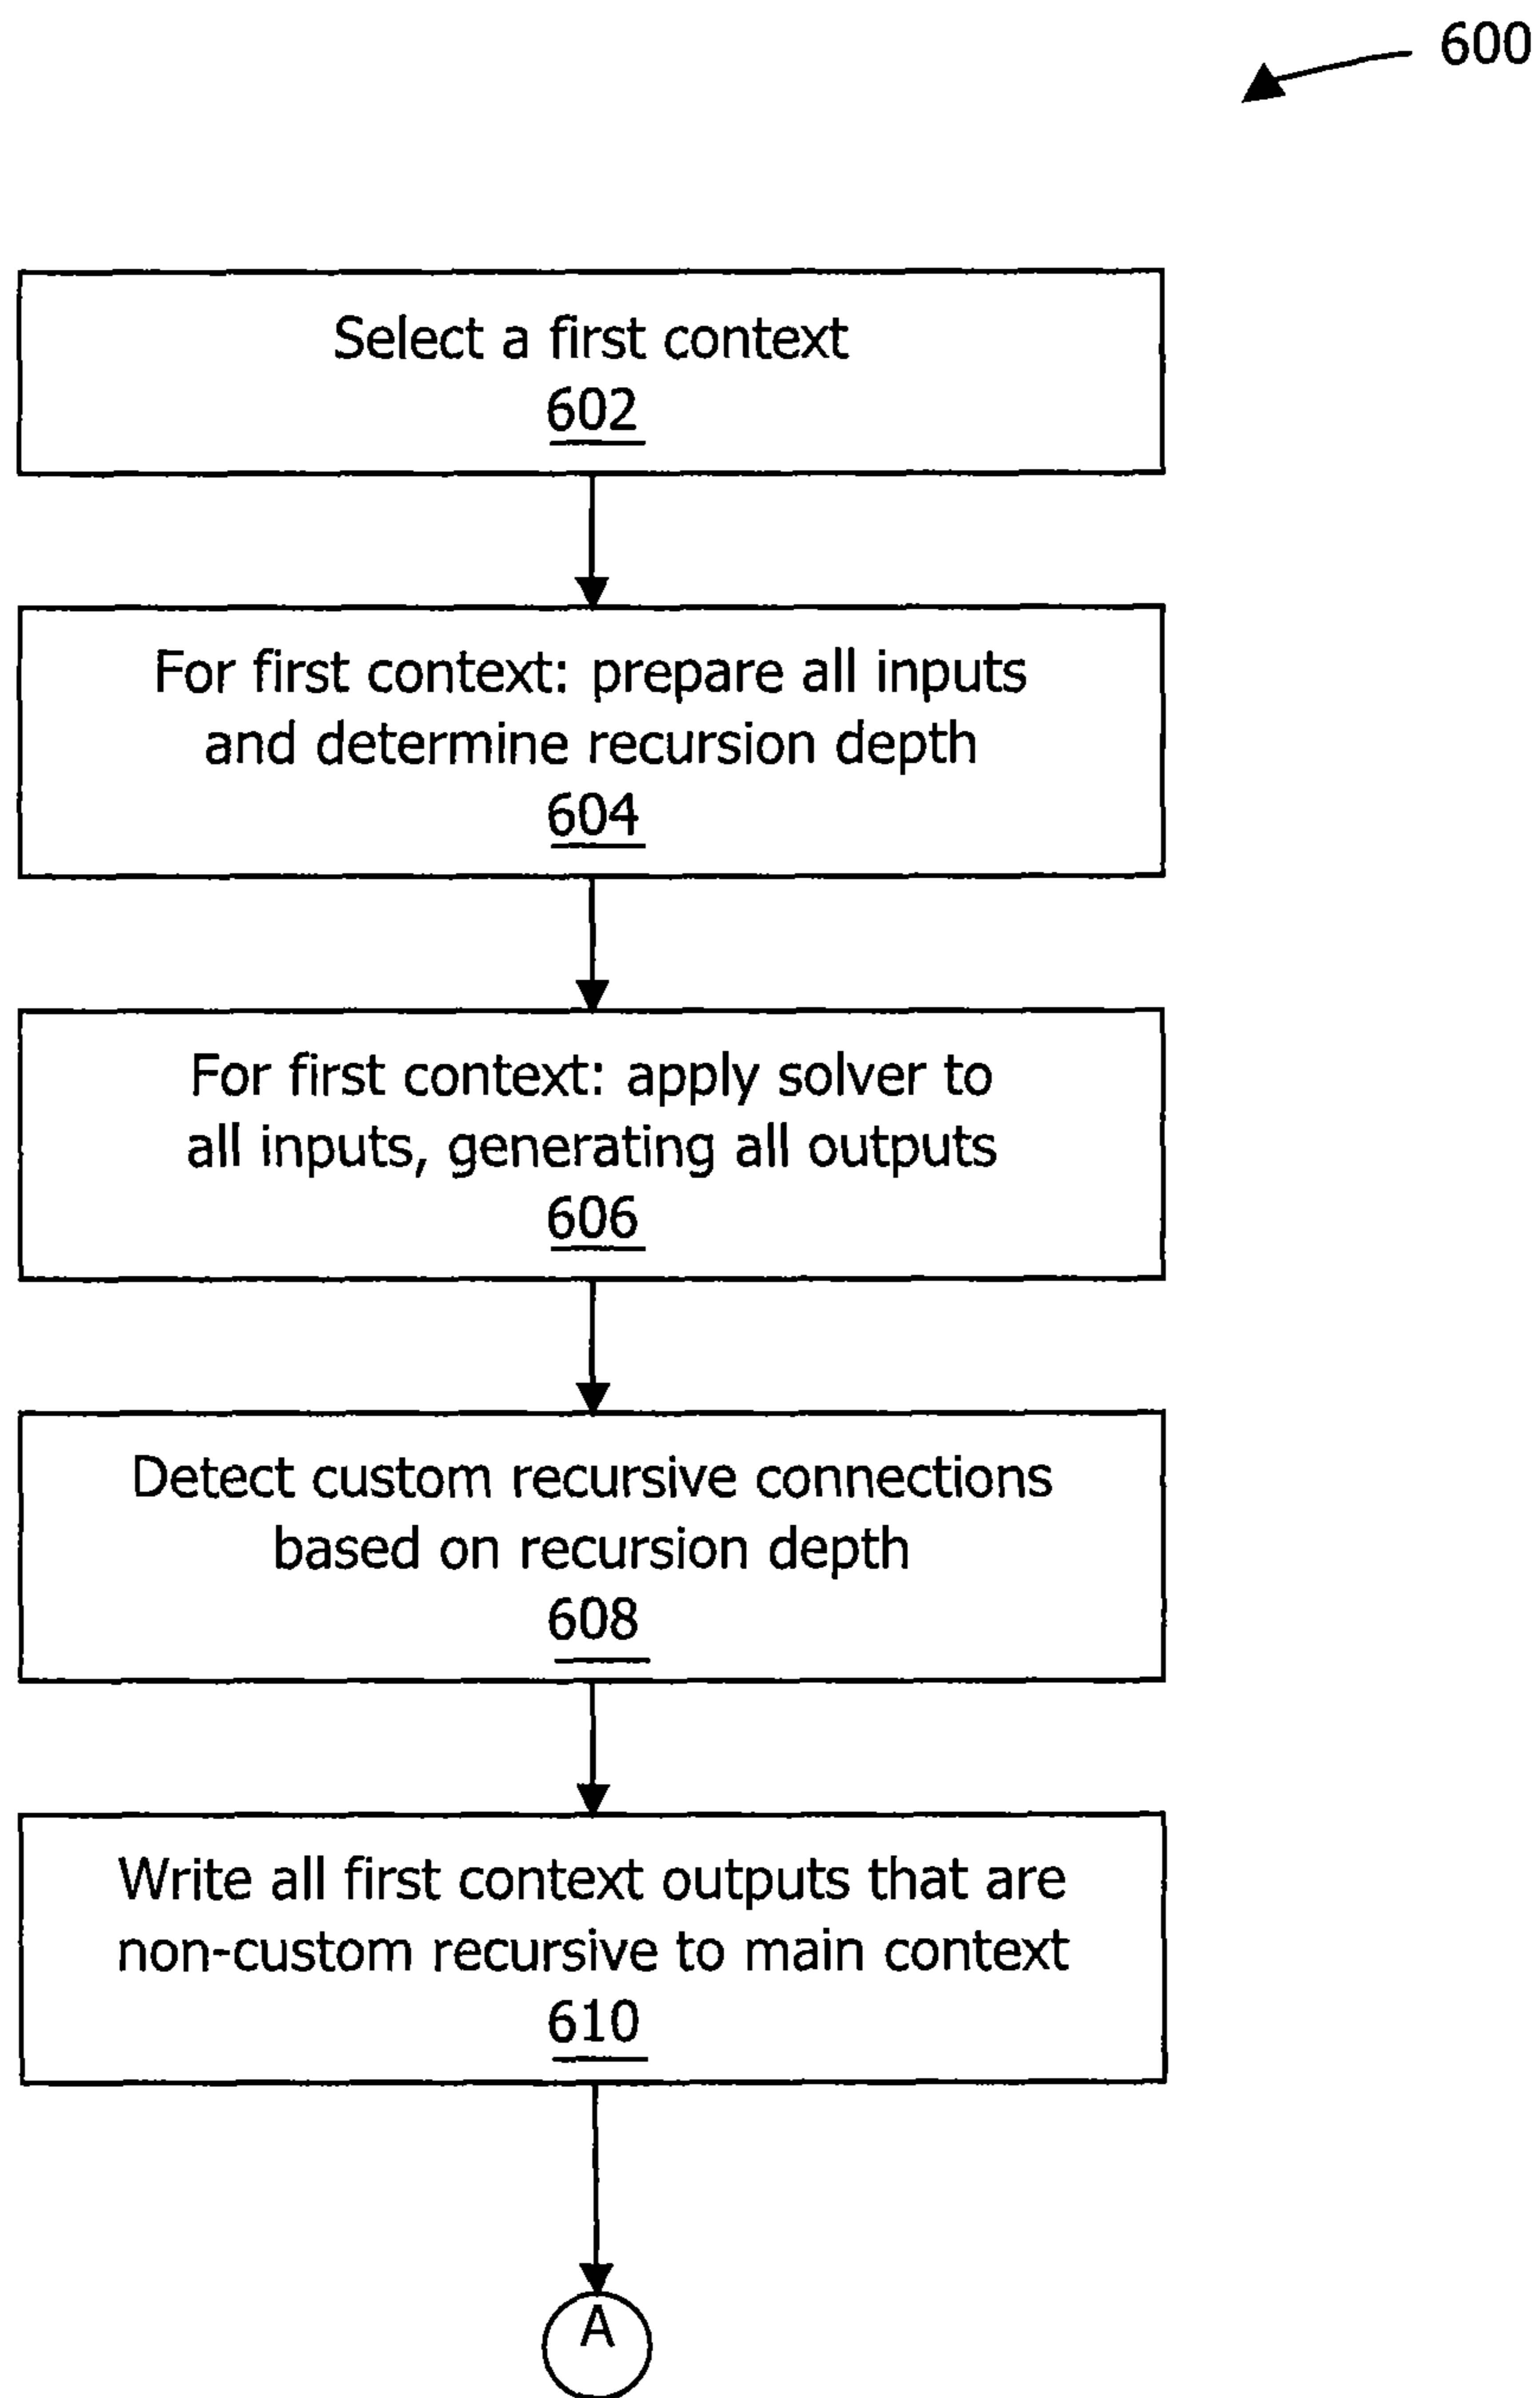 600
Select a first context
602
For first context: prepare all inputs
and determine recursion depth
604
For first context: apply solver to
all inputs, generating all outputs
606
Detect custom recursive connections
based on recursion depth
608
Write all first context outputs that are
non-custom recursive to main context
610
A